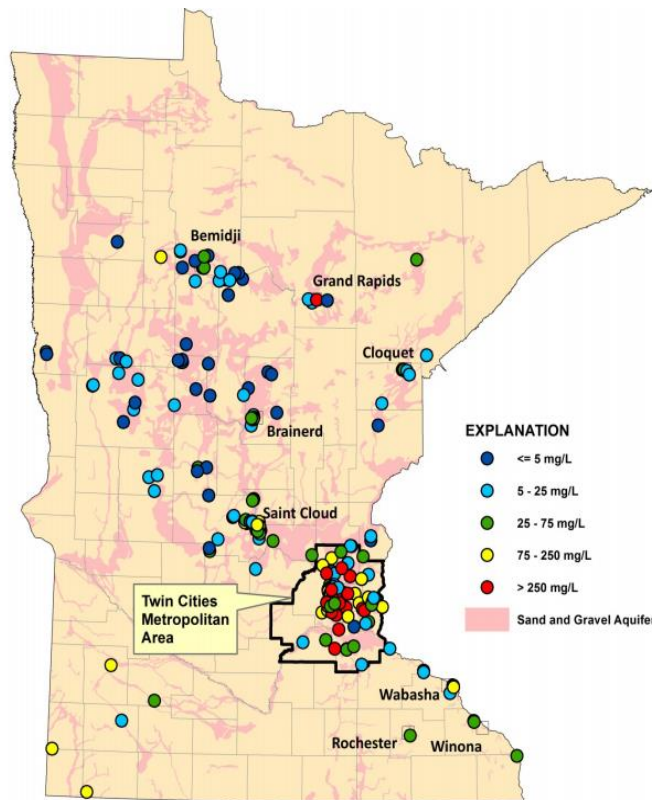 Bemidji
Grand Rapids
Cloquet
Brainerd
EXPLANATION
<= 5 mg/L
5 - 25 mg/L
25 - 75 mg/L
75 - 250 mg/L
> 250 mg/L
Sand and Gravel Aquife
Saint Cloud
Twin Cities
Metropolitan
Area
Wabasha
Rochester
Winona